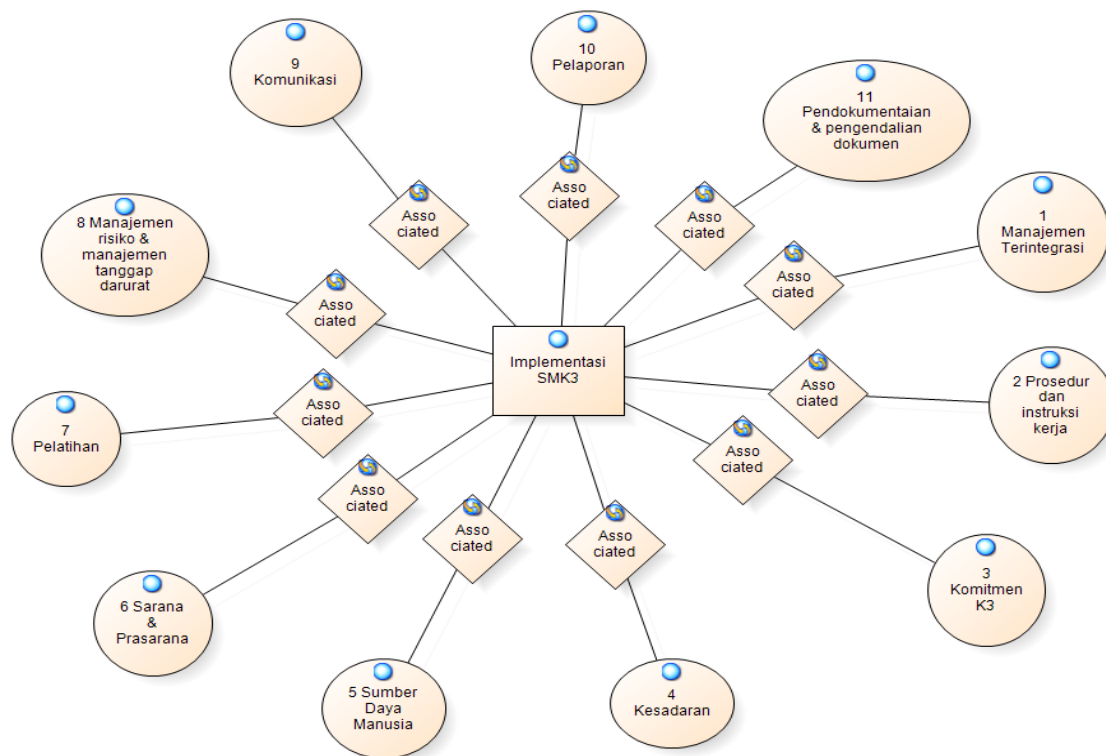 9
Komunikasi
10
Pelaporan
11
Pendokumentaian
& pengendalian
dokumen
Asso
ciated
Asso
ciated
Asso
ciated
8 Manajemen
risiko &
manajemen
tanggap
darurat
1
Manajemen
Terintegrasi
Asso
ciated
Asso
ciated
Implementasi
SMK3
2 Prosedur
dan
instruksi
kerja
Asso
ciated
7
Pelatihan
Asso
ciated
Asso
ciated
Asso
ciated
Asso
ciated
Asso
ciated
3
Komitmen
K3
6 Sarana
&
Prasarana
5 Sumber
Daya
Manusia
4
Kesadaran